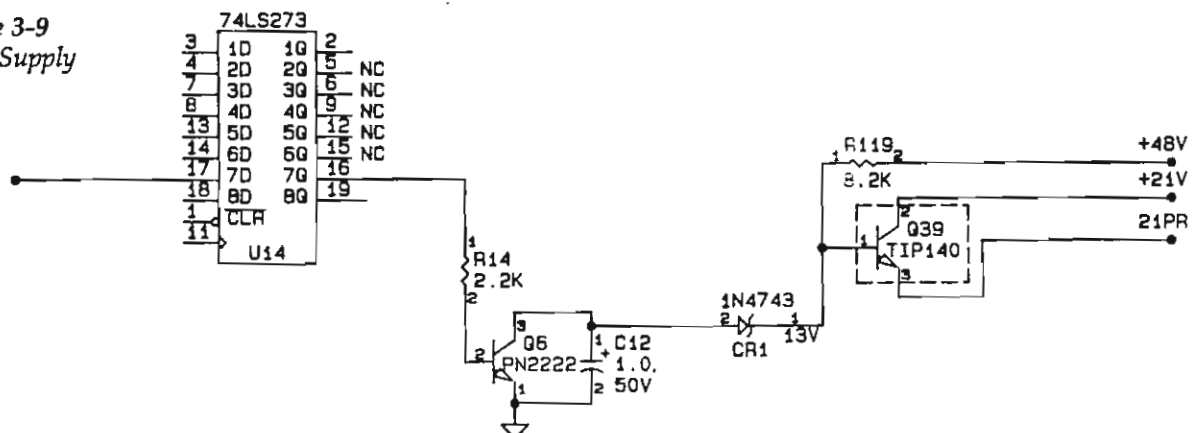 e 3-9
Supply
74LS273
3 1D 1Q 2
4 2D 2Q 5 NC
7 3D 3Q 6 NC
8 4D 4Q 9 NC
13 5D 5Q 12 NC
14 6D 6Q 15 NC
17 7D 7Q 16
18 8D 8Q 19
1 CLR
11
U14
1
R14
2.2K
2
3
Q6
2 PN2222
1
1
+ C12
1.0,
50V
2
1N4743
2 1
13V
CR1
R119
1 2
8.2K
+48V
+21V
21PR
2
Q39
1 TIP140
3